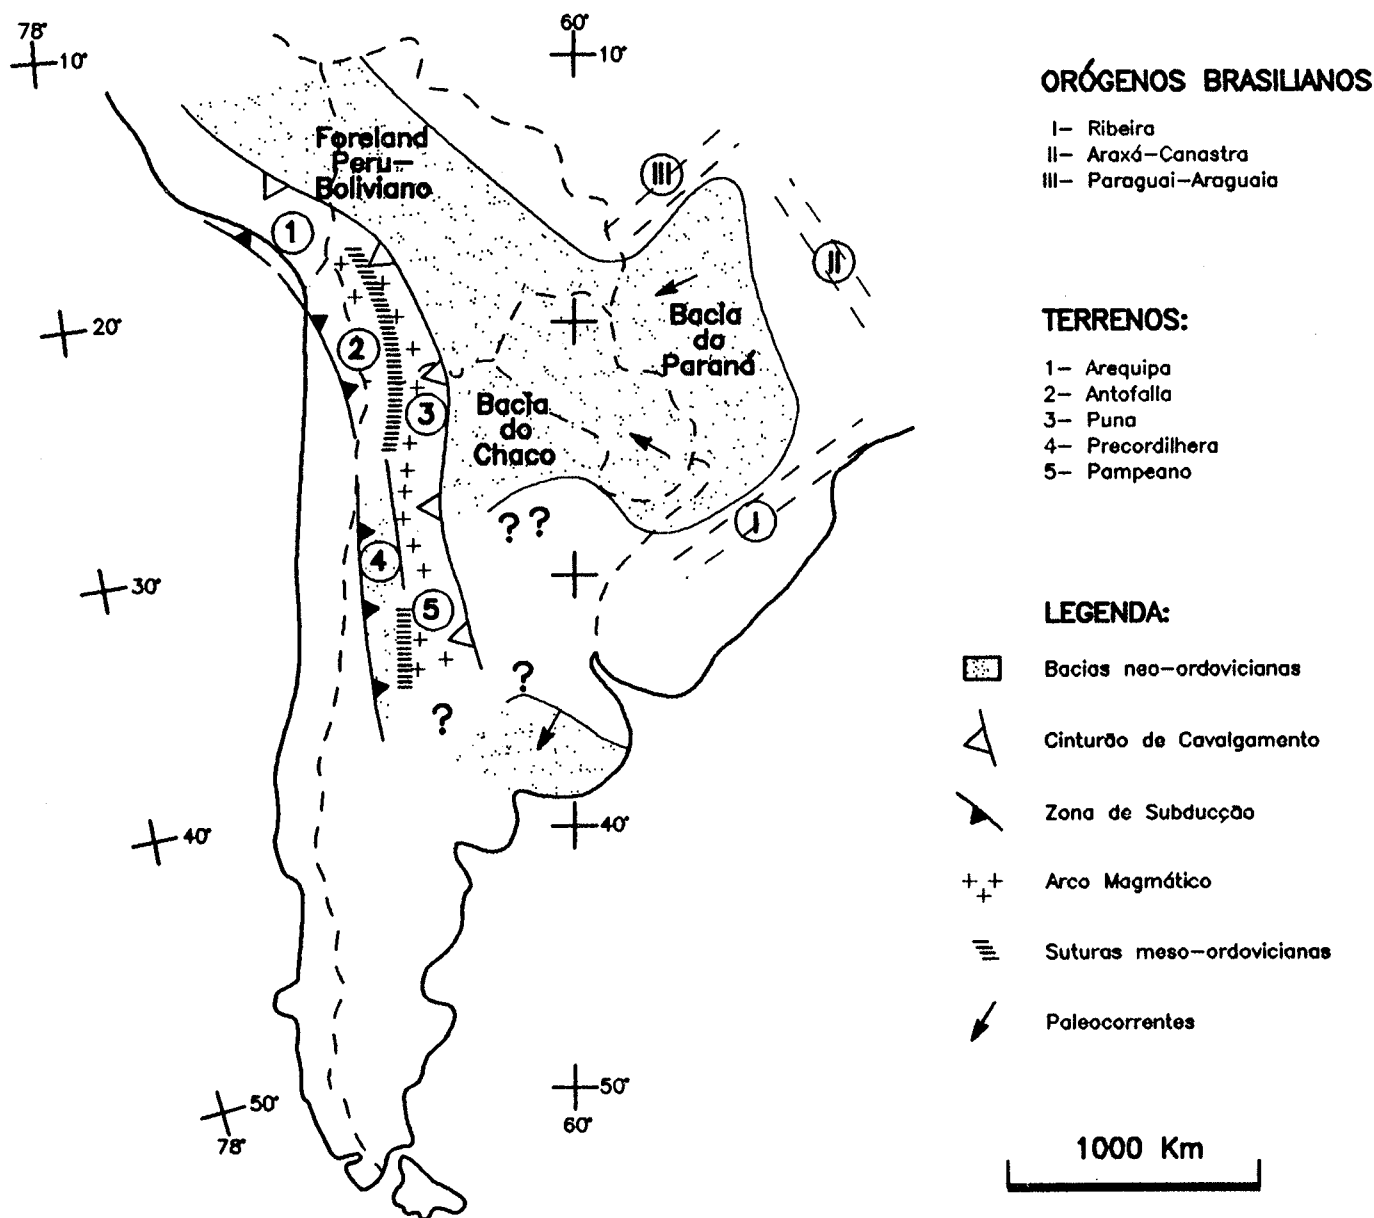 78°
10°
60°
10°
Foreland
Peru-
Boliviano
III
II
1
20°
2
Bacia
do
Paraná
3
Bacia
do
Chaco
I
? ?
4
30°
5
?
?
40°
40°
50°
78°
50°
60°
ORÓGENOS BRASILIANOS
I- Ribeira
II- Araxá-Canastra
III- Paraguai-Araguaia
TERRENOS:
1- Arequipa
2- Antofalla
3- Puna
4- Precordilhera
5- Pampeano
LEGENDA:
Bacias neo-ordovicianas
Cinturão de Cavalgamento
Zona de Subducção
Arco Magmático
Suturas meso-ordovicianas
Paleocorrentes
1000 Km